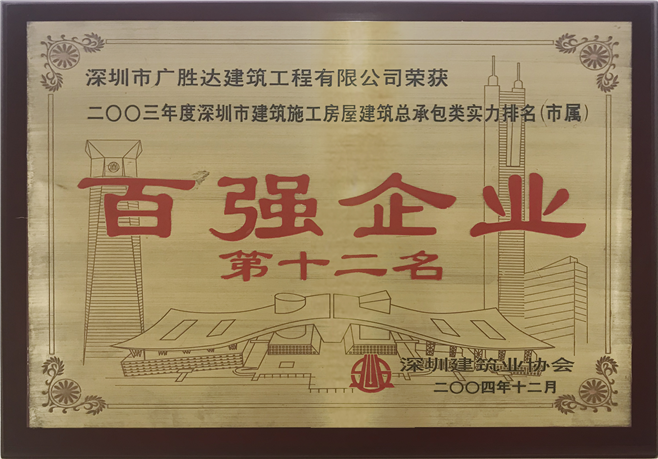 深圳市广胜达建筑工程有限公司荣获
二〇〇三年度深圳市建筑施工房屋建筑总承包类实力排名(市属)
百强企业
第十二名
深圳建筑业协会
二〇〇四年十二月